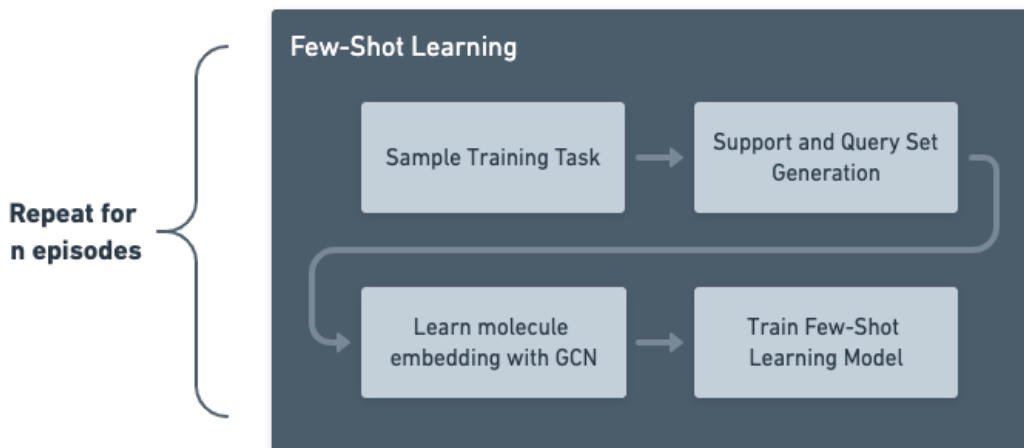 Few-Shot Learning
Sample Training Task
Support and Query Set
Generation
Repeat for
n episodes
Learn molecule
embedding with GCN
Train Few-Shot
Learning Model